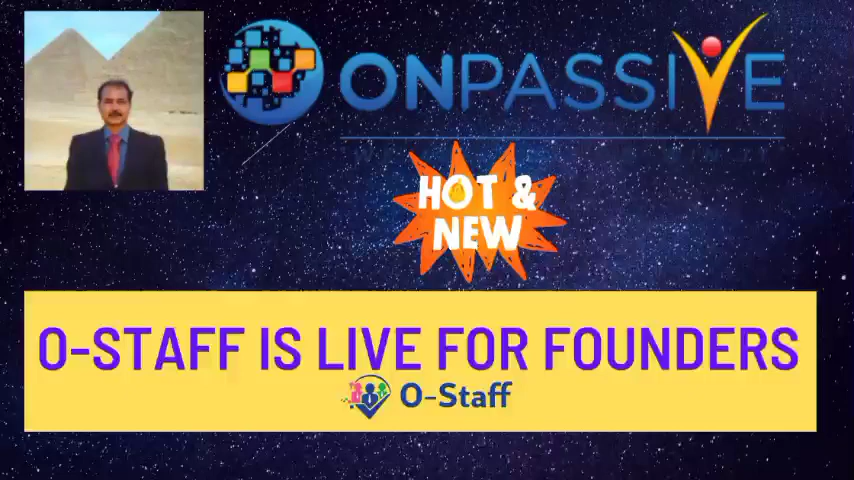 ONPASSIVE
HOT &
NEW
O-STAFF IS LIVE FOR FOUNDERS
O-Staff